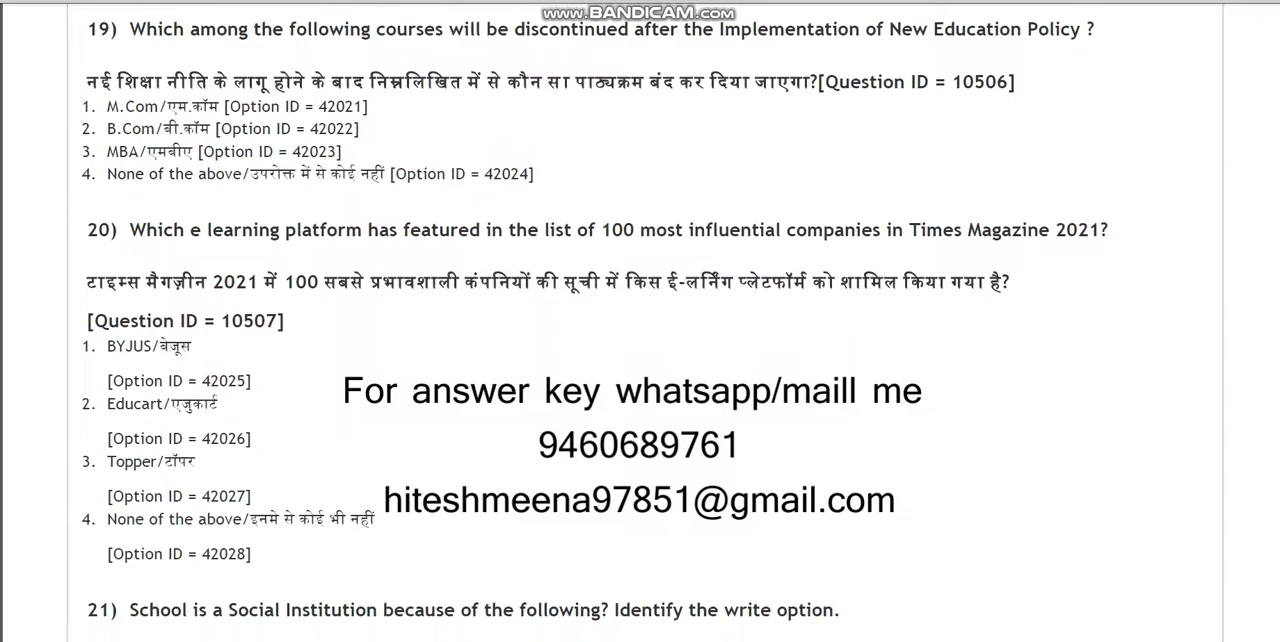 www.BANDICAM.com
19) Which among the following courses will be discontinued after the Implementation of New Education Policy ?
नई शिक्षा नीति के लागू होने के बाद निम्नलिखित में से कौन सा पाठ्यक्रम बंद कर दिया जाएगा?[Question ID = 10506]
1. M.Com/एम.कॉम [Option ID = 42021]
2. B.Com/बी.कॉम [Option ID = 42022]
3. MBA/एमबीए [Option ID = 42023]
4. None of the above/उपरोक्त में से कोई नहीं [Option ID = 42024]
20) Which e learning platform has featured in the list of 100 most influential companies in Times Magazine 2021?
टाइम्स मैगज़ीन 2021 में 100 सबसे प्रभावशाली कंपनियों की सूची में किस ई-लर्निंग प्लेटफॉर्म को शामिल किया गया है?
[Question ID = 10507]
1. BYJUS/बेजूस
[Option ID = 42025]
2. Educart/एजुकार्ट
[Option ID = 42026]
3. Topper/टॉपर
[Option ID = 42027]
4. None of the above/इनमे से कोई भी नहीं
[Option ID = 42028]
For answer key whatsapp/maill me
9460689761
hiteshmeena97851@gmail.com
21) School is a Social Institution because of the following? Identify the write option.